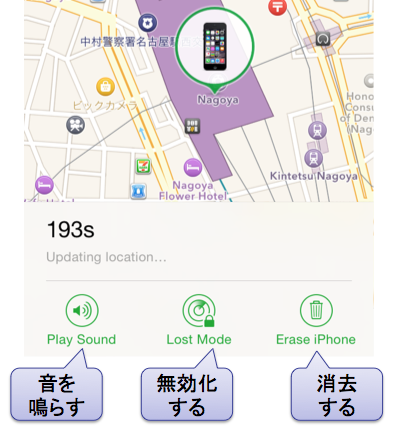 中村警察署名古屋駅
ビックカメラ
Nagoya
Hono
Cons
of De
(Nago
Kintetsu Nagoya
Nagoya
Flower Hotel
193s
Updating location…
Play Sound
Lost Mode
Erase iPhone
音を
鳴らす
無効化
する
消去
する